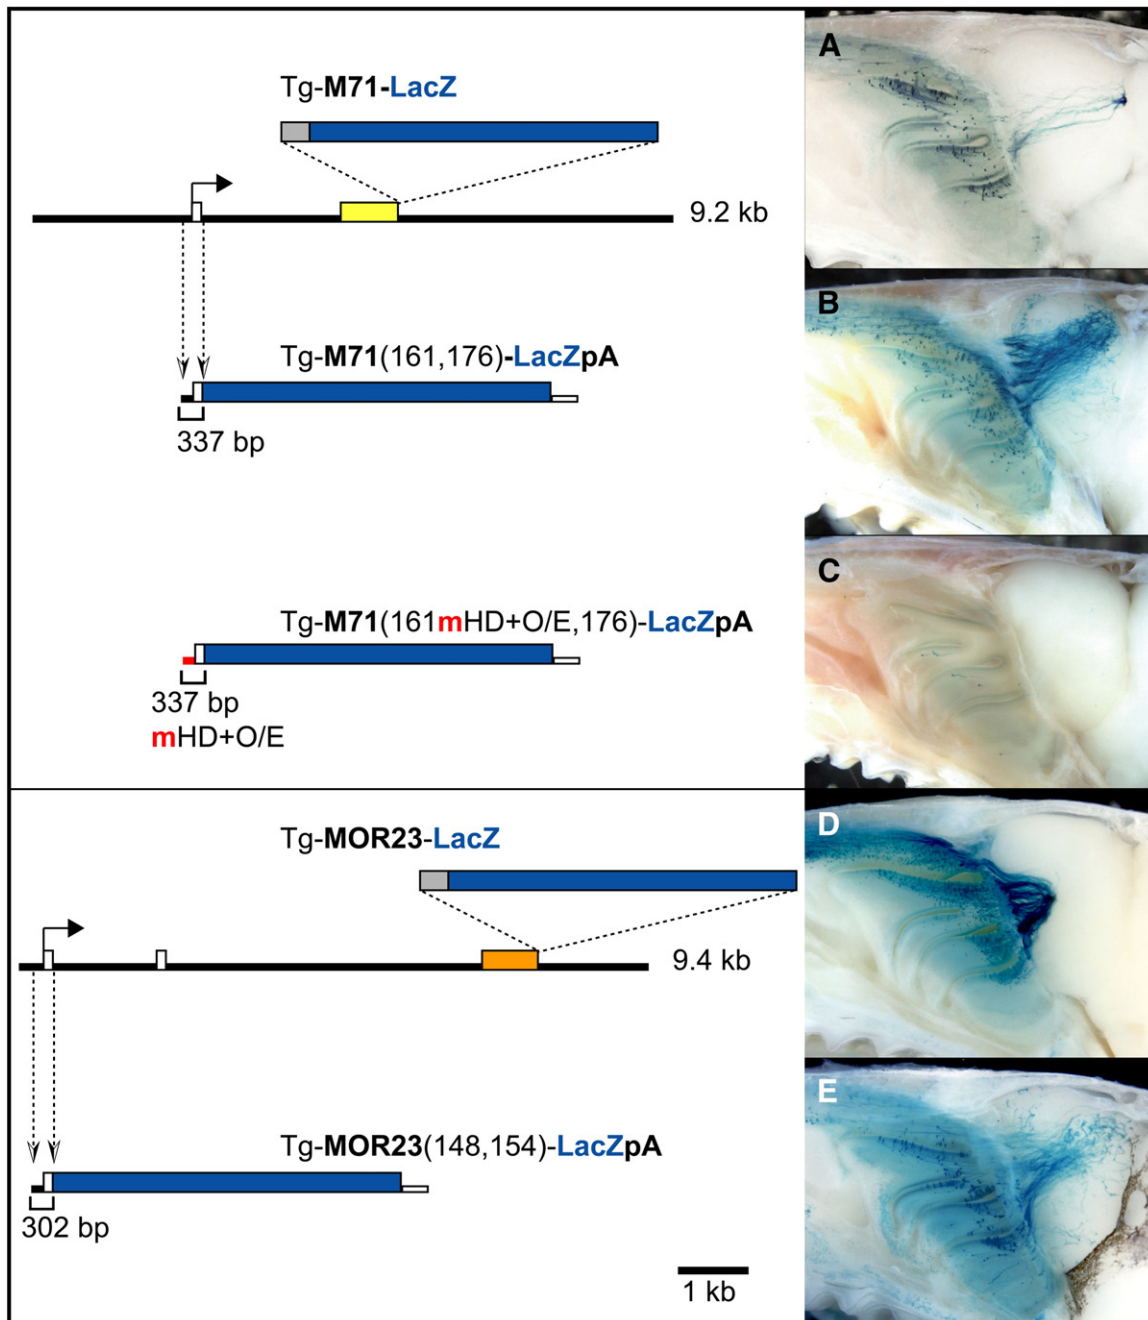 Tg-M71-LacZ
9.2 kb
Tg-M71(161,176)-LacZpA
337 bp
Tg-M71(161mHD+O/E,176)-LacZpA
337 bp
mHD+O/E
Tg-MOR23-LacZ
9.4 kb
Tg-MOR23(148,154)-LacZpA
302 bp
1 kb
A
B
C
D
E